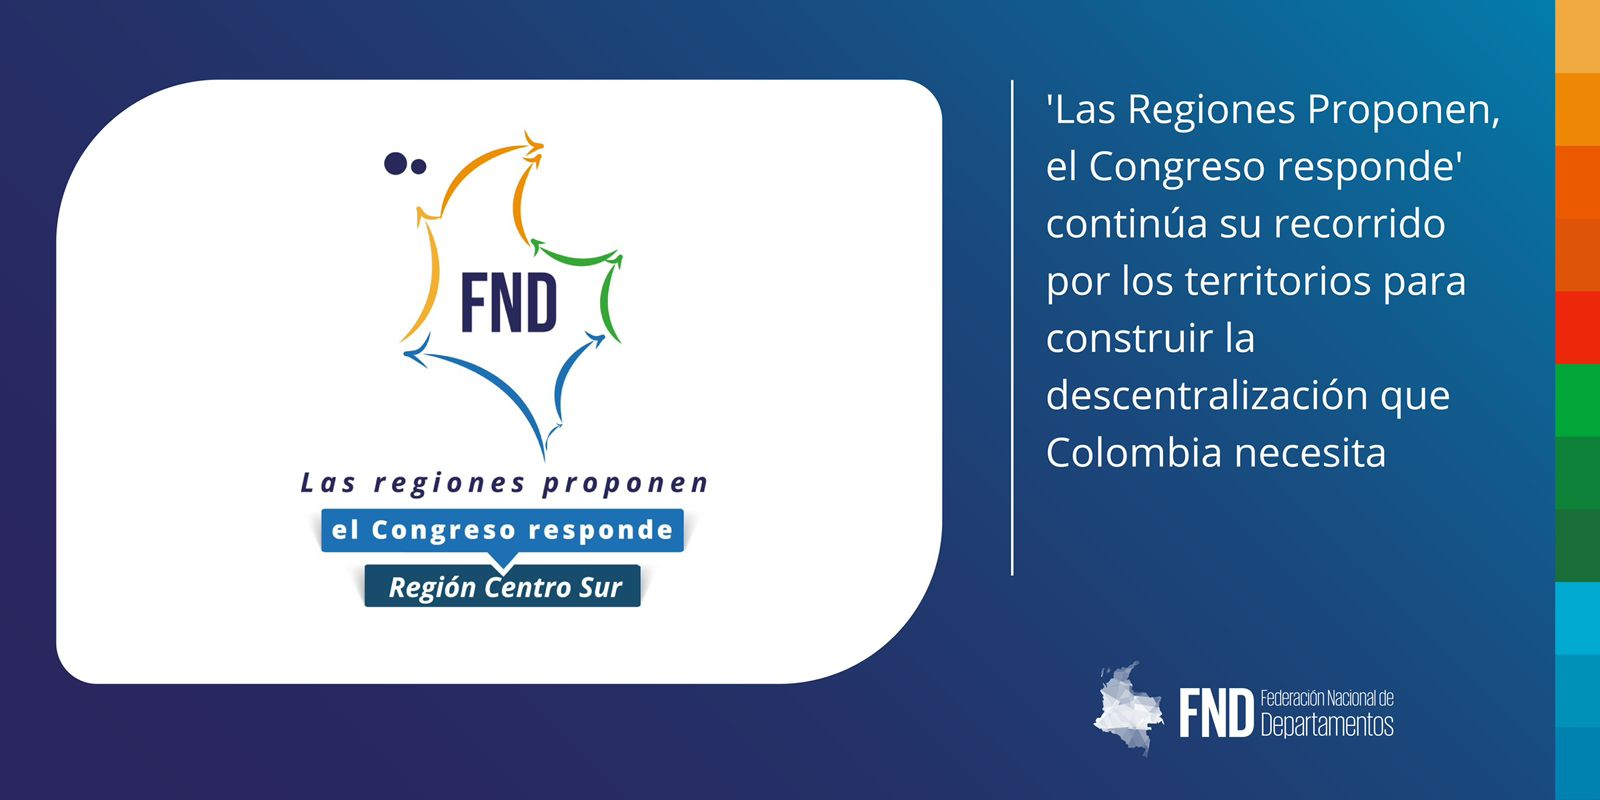 FND
Las regiones proponen
el Congreso responde
Región Centro Sur
'Las Regiones Proponen,
el Congreso responde'
continúa su recorrido
por los territorios para
construir la
descentralización que
Colombia necesita
FND
Federación Nacional de
Departamentos